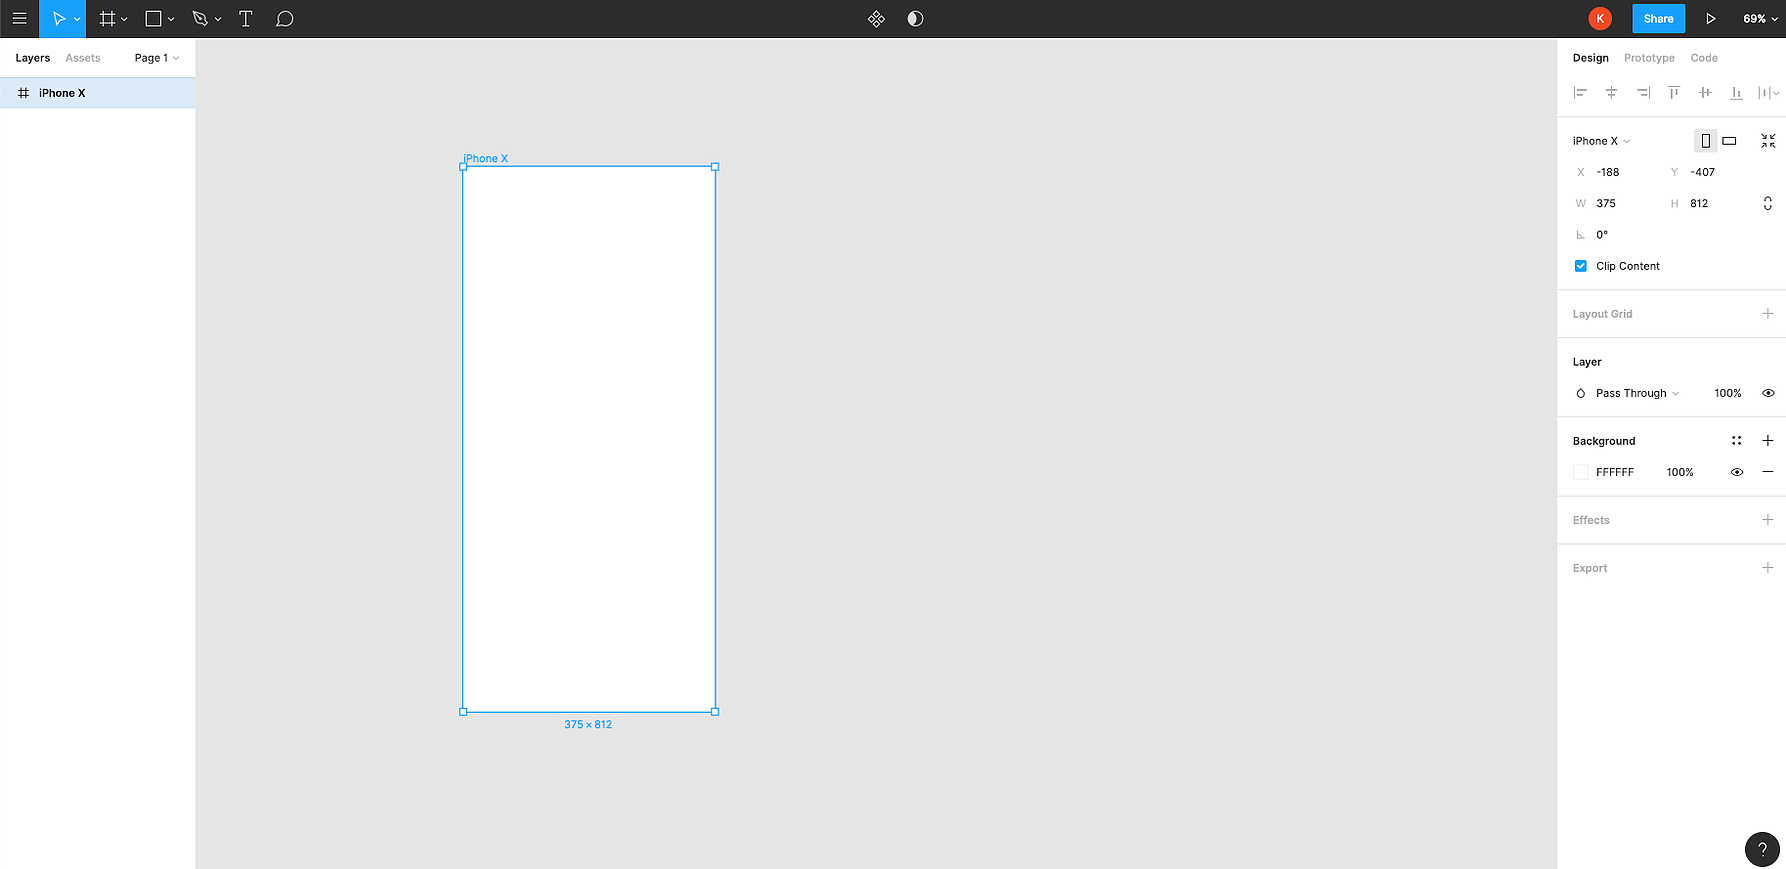 K
Share
69%
Layers Assets Page 1
iPhone X
iPhone X
375 × 812
Design Prototype Code
iPhone X
X -188 Y -407
W 375 H 812
0°
Clip Content
Layout Grid
Layer
Pass Through 100%
Background
FFFFFF 100%
Effects
Export
?